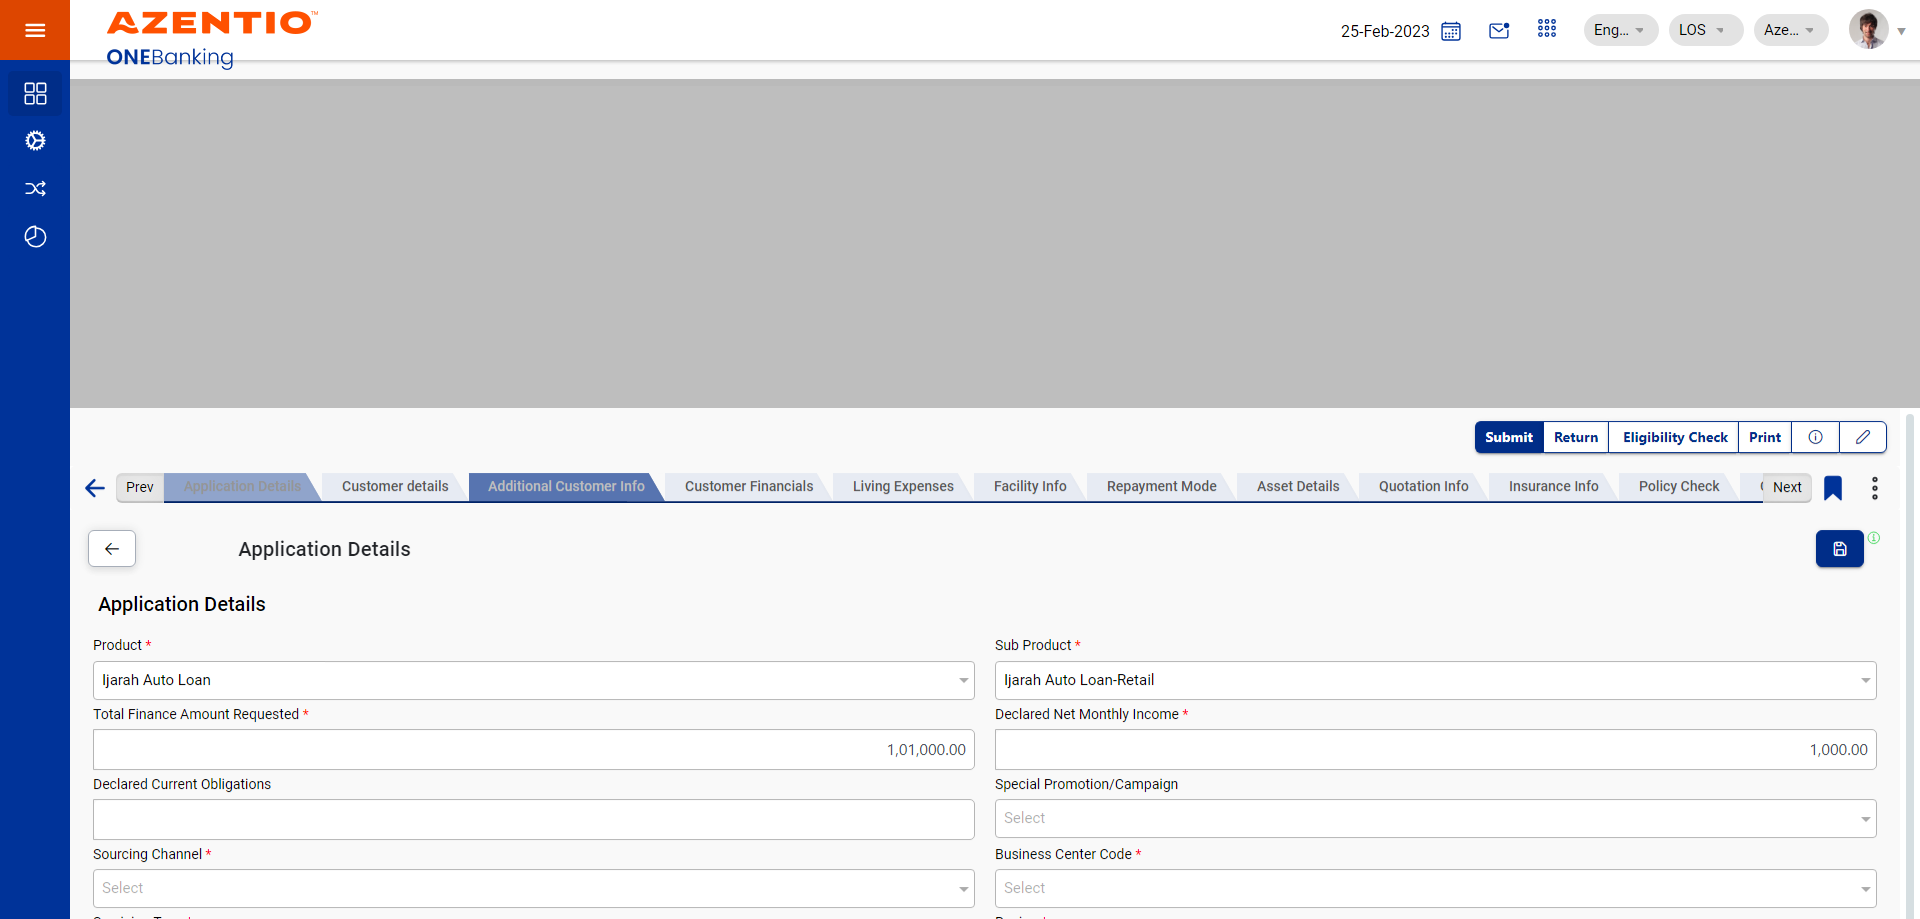 AZENTIO™
ONEBanking
25-Feb-2023
Eng...
LOS
Aze...
Submit
Return
Eligibility Check
Print
Prev
Application Details
Customer details
Additional Customer Info
Customer Financials
Living Expenses
Facility Info
Repayment Mode
Asset Details
Quotation Info
Insurance Info
Policy Check
Next
Application Details
Application Details
Product *
Sub Product *
Ijarah Auto Loan
Ijarah Auto Loan-Retail
Total Finance Amount Requested *
Declared Net Monthly Income *
1,01,000.00
1,000.00
Declared Current Obligations
Special Promotion/Campaign
Select
Sourcing Channel *
Business Center Code *
Select
Select